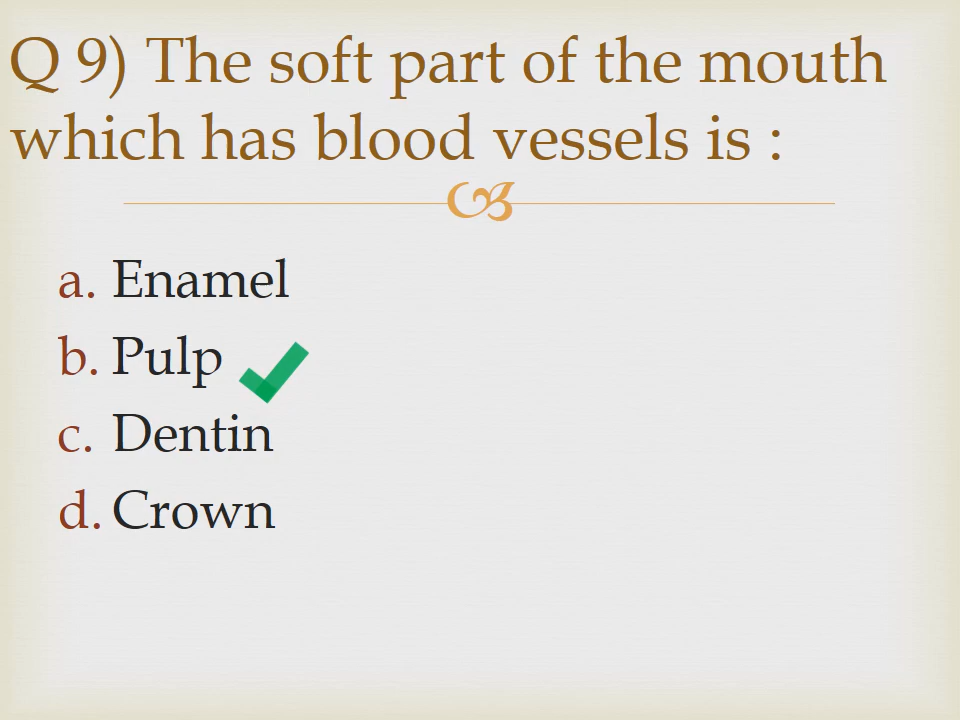 Q 9) The soft part of the mouth
which has blood vessels is :
a. Enamel
b. Pulp
c. Dentin
d. Crown